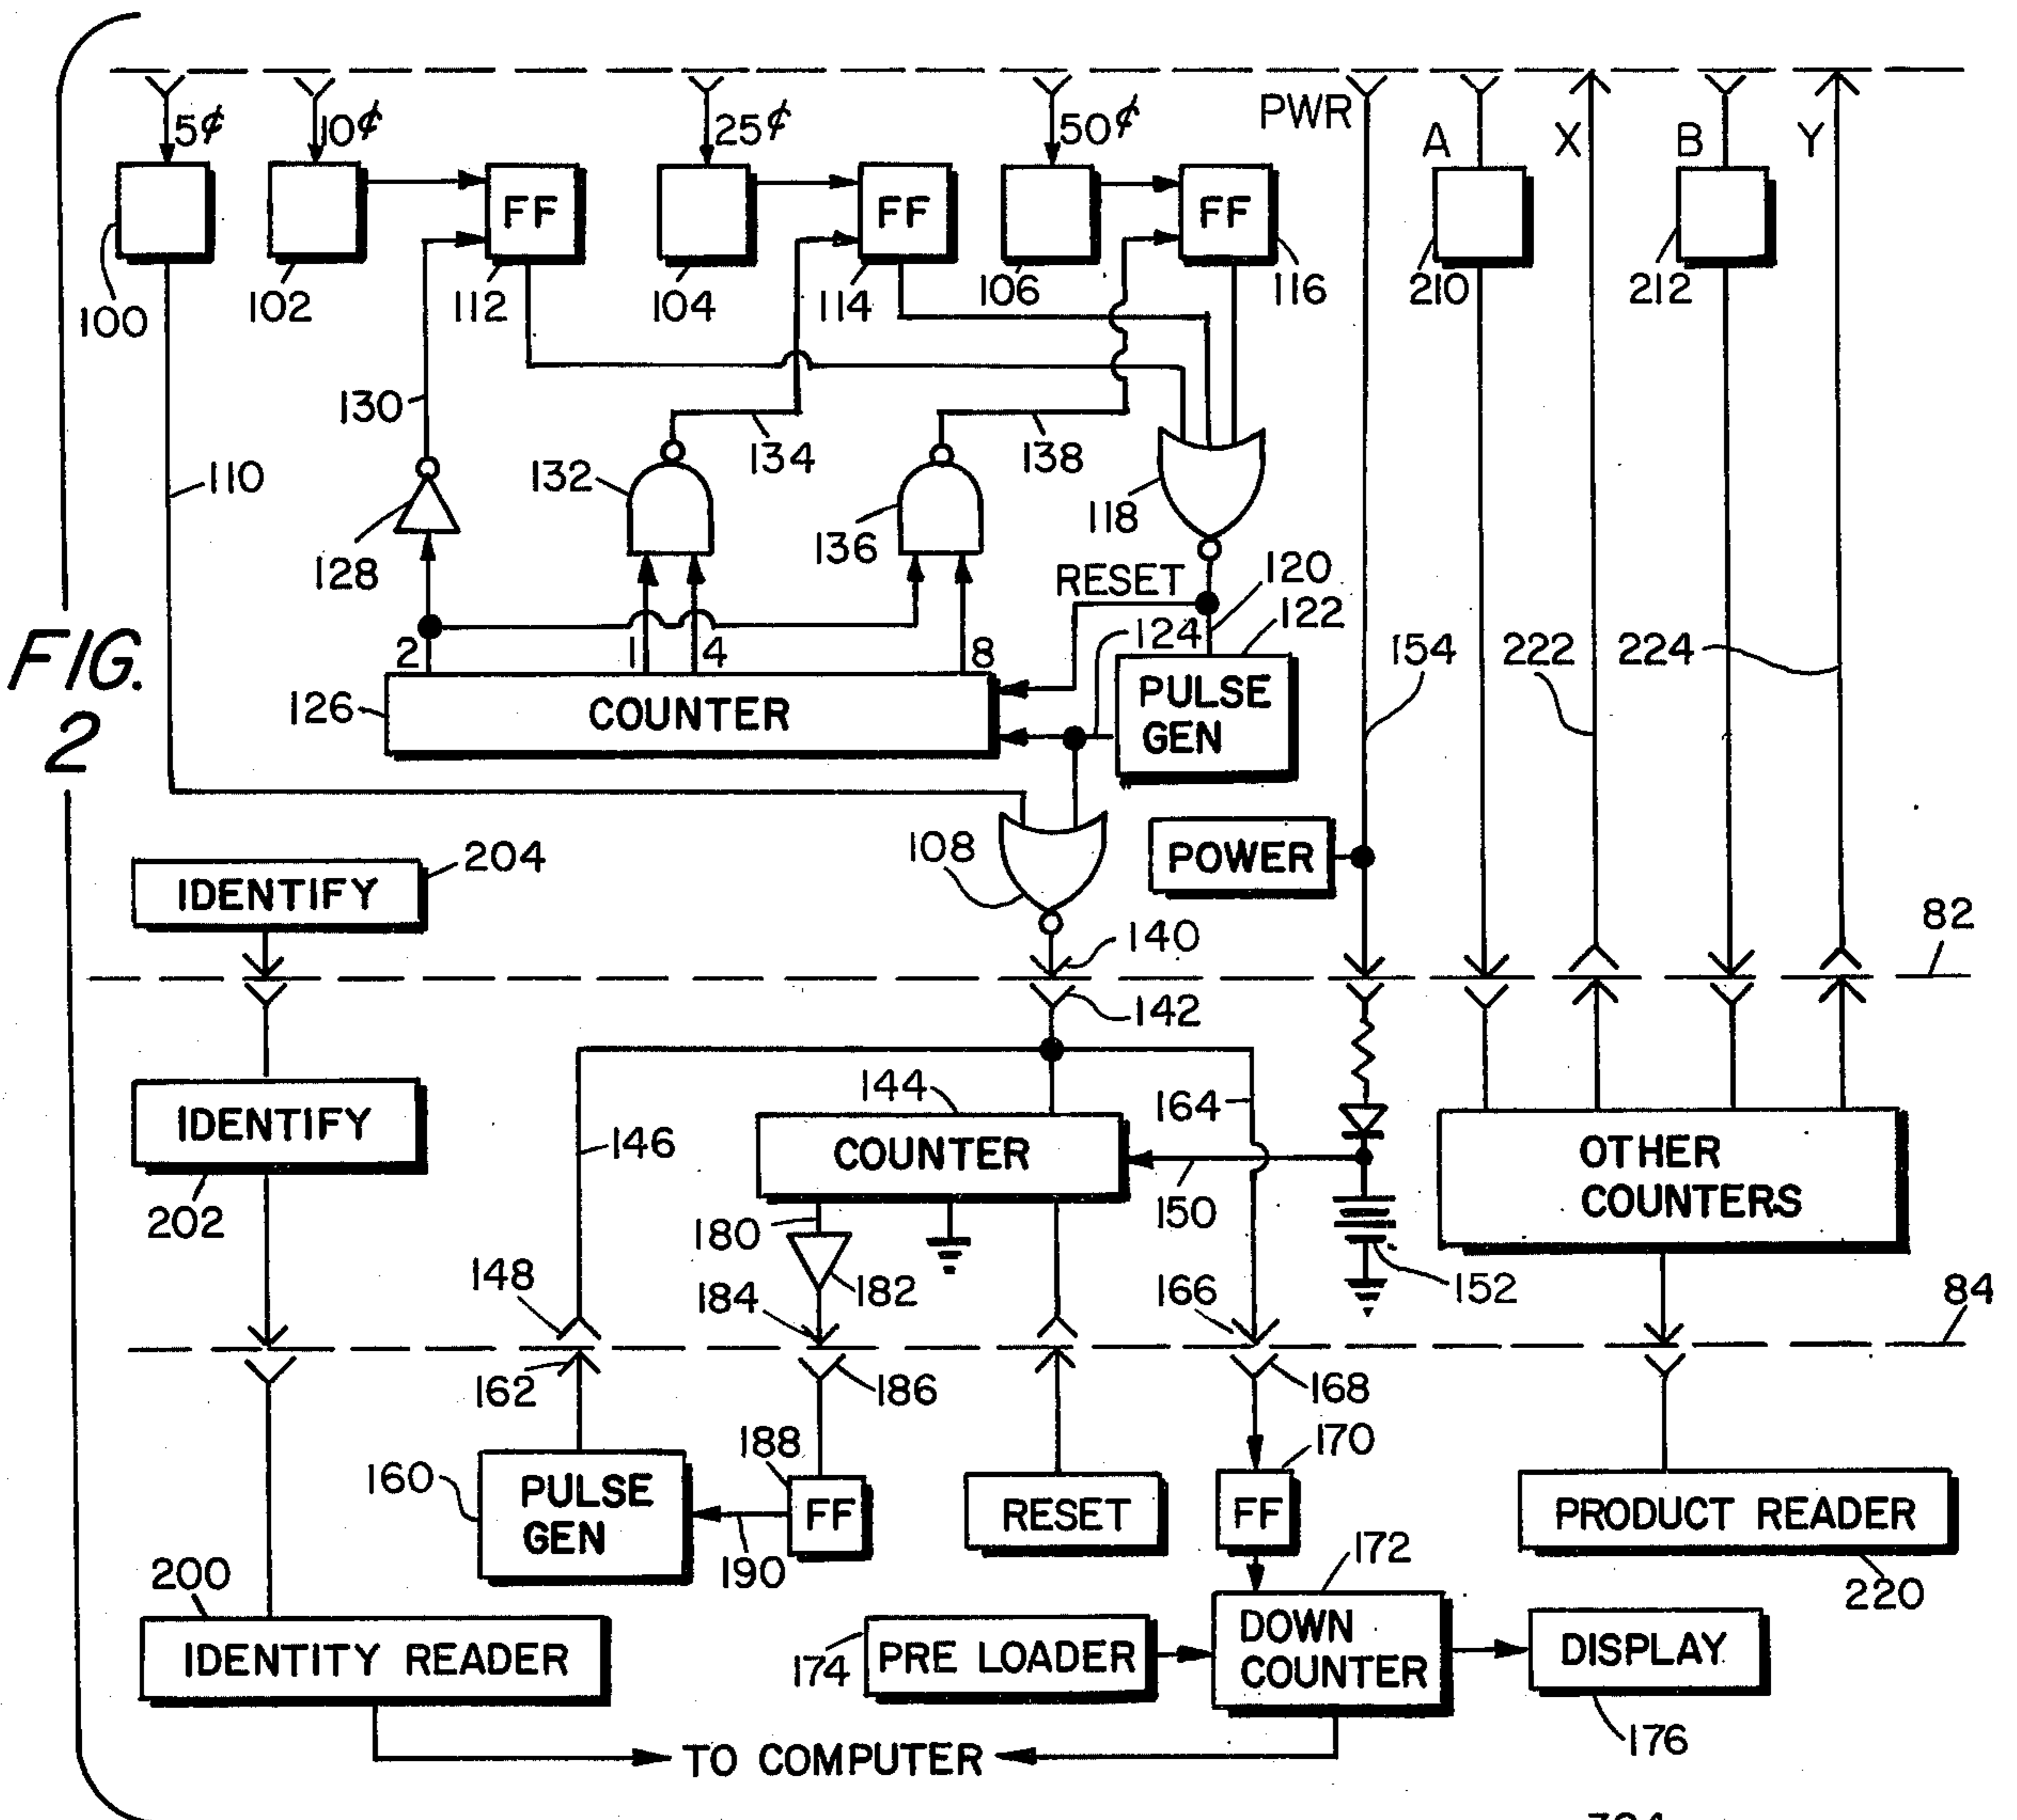 5¢ 10¢ 25¢ 50¢ PWR A X B Y
FF FF FF
100 102 112 104 114 106 116 210 212
130 134 138
110 132 118
128 136
RESET 120
122
2 1 4 8 124 154 222 224
FIG.
2
126 COUNTER PULSE
GEN
108 POWER
IDENTIFY 204
140 82
142
144 164
IDENTIFY 146 COUNTER OTHER
COUNTERS
202 180 150
148 184 182 166 152 84
162 186 168
188 170
160 PULSE
GEN
FF RESET FF PRODUCT READER
190 172
200 220
IDENTITY READER 174 PRE LOADER DOWN
COUNTER
DISPLAY
176
TO COMPUTER